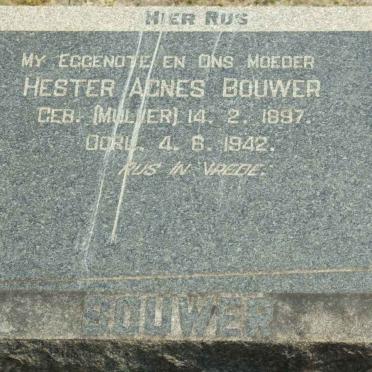 HIER RUS
MY EGGENOTE EN ONS MOEDER
HESTER AGNES BOUWER
GEB. (MULLER) 14. 2. 1897.
OORL. 4. 6. 1942.
RUS IN VREDE.
BOUWER